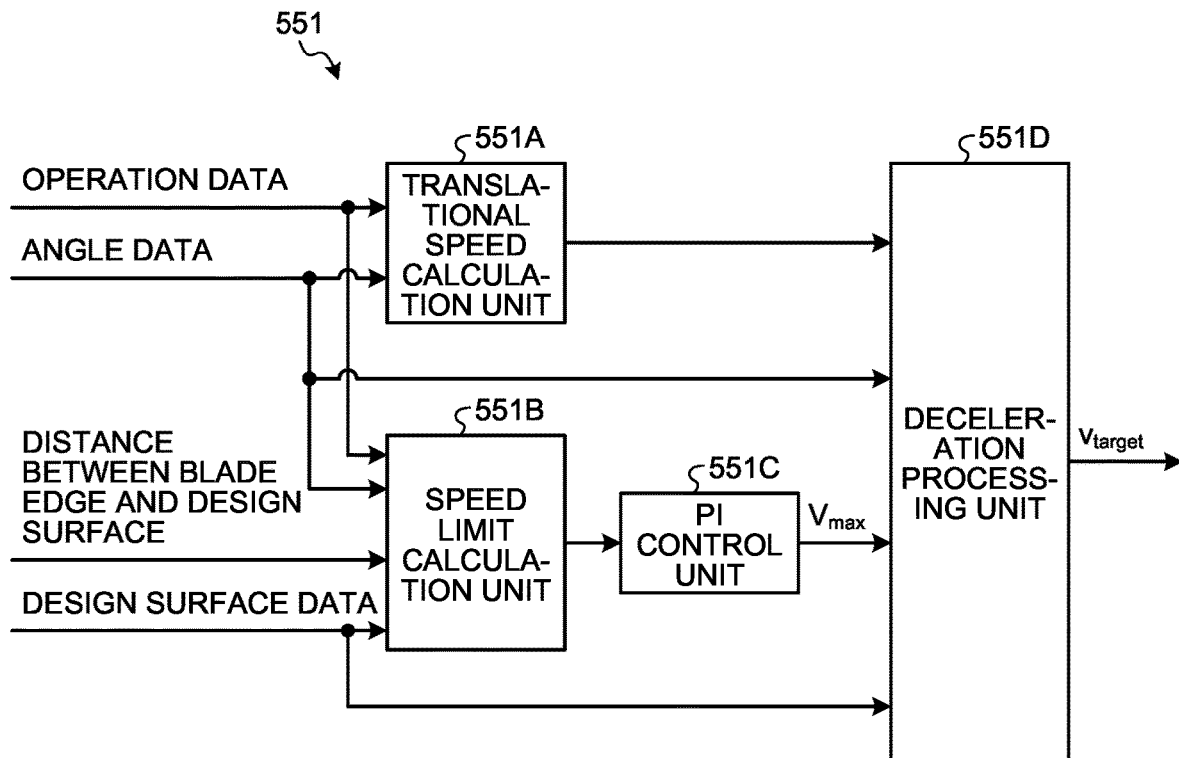 551
551A
551D
OPERATION DATA
TRANSLA-
TIONAL
SPEED
CALCULA-
TION UNIT
ANGLE DATA
551B
DISTANCE
BETWEEN BLADE
EDGE AND DESIGN
SURFACE
SPEED
LIMIT
CALCULA-
TION UNIT
551C
PI
CONTROL
UNIT
Vmax
DECELER-
ATION
PROCESS-
ING UNIT
Vtarget
DESIGN SURFACE DATA